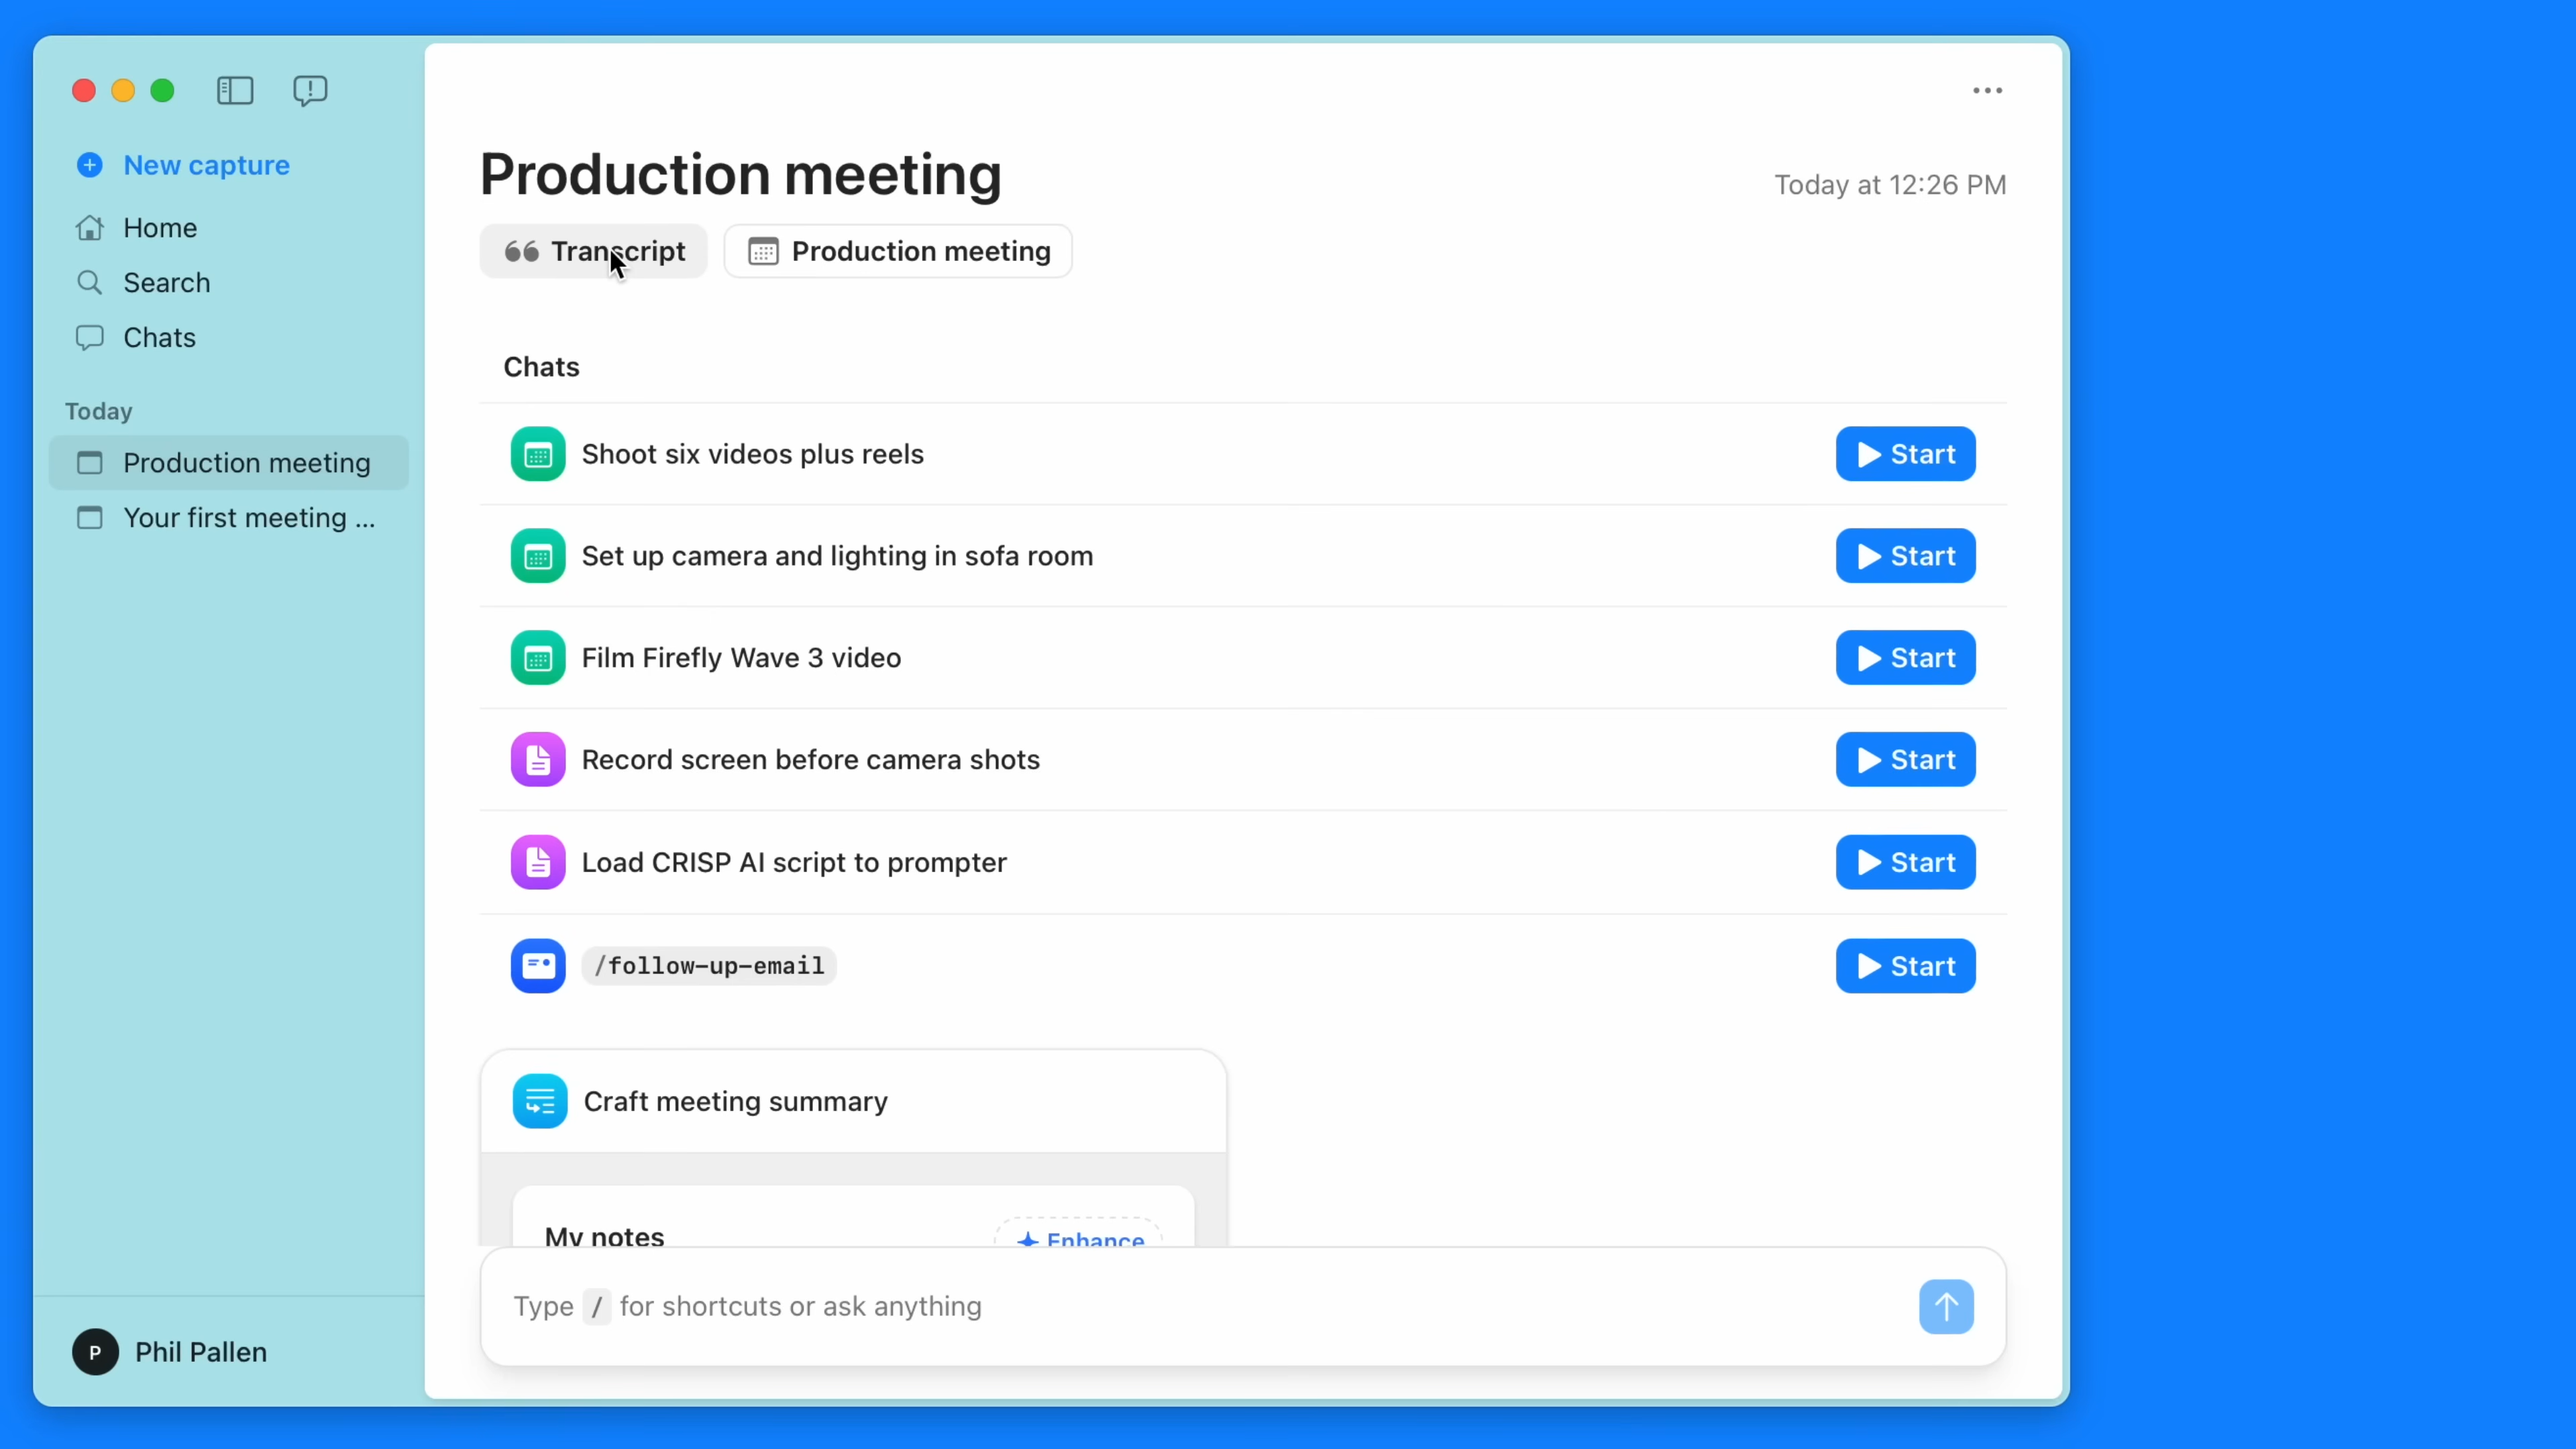 New capture
Home
Search
Chats
Today
Production meeting
Your first meeting ...
P Phil Pallen
Production meeting
Today at 12:26 PM
Transcript
Production meeting
Chats
Shoot six videos plus reels
Start
Set up camera and lighting in sofa room
Start
Film Firefly Wave 3 video
Start
Record screen before camera shots
Start
Load CRISP AI script to prompter
Start
/follow-up-email
Start
Craft meeting summary
My notes
Enhance
Type / for shortcuts or ask anything